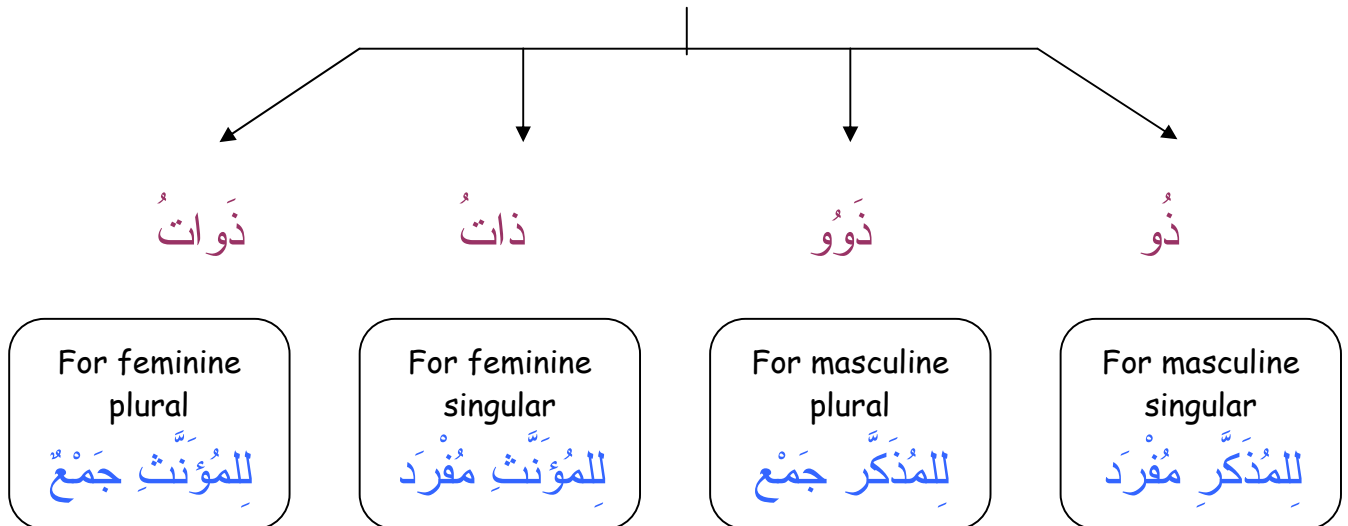 ذُو
ذَوُو
ذاتُ
ذَواتُ
For masculine
singular
لِلمُذَكَّرِ مُفْرَد
For masculine
plural
لِلمُذَكَّر جَمْع
For feminine
singular
لِلمُؤَنَّثِ مُفْرَد
For feminine
plural
لِلمُؤَنَّثِ جَمْعٌ